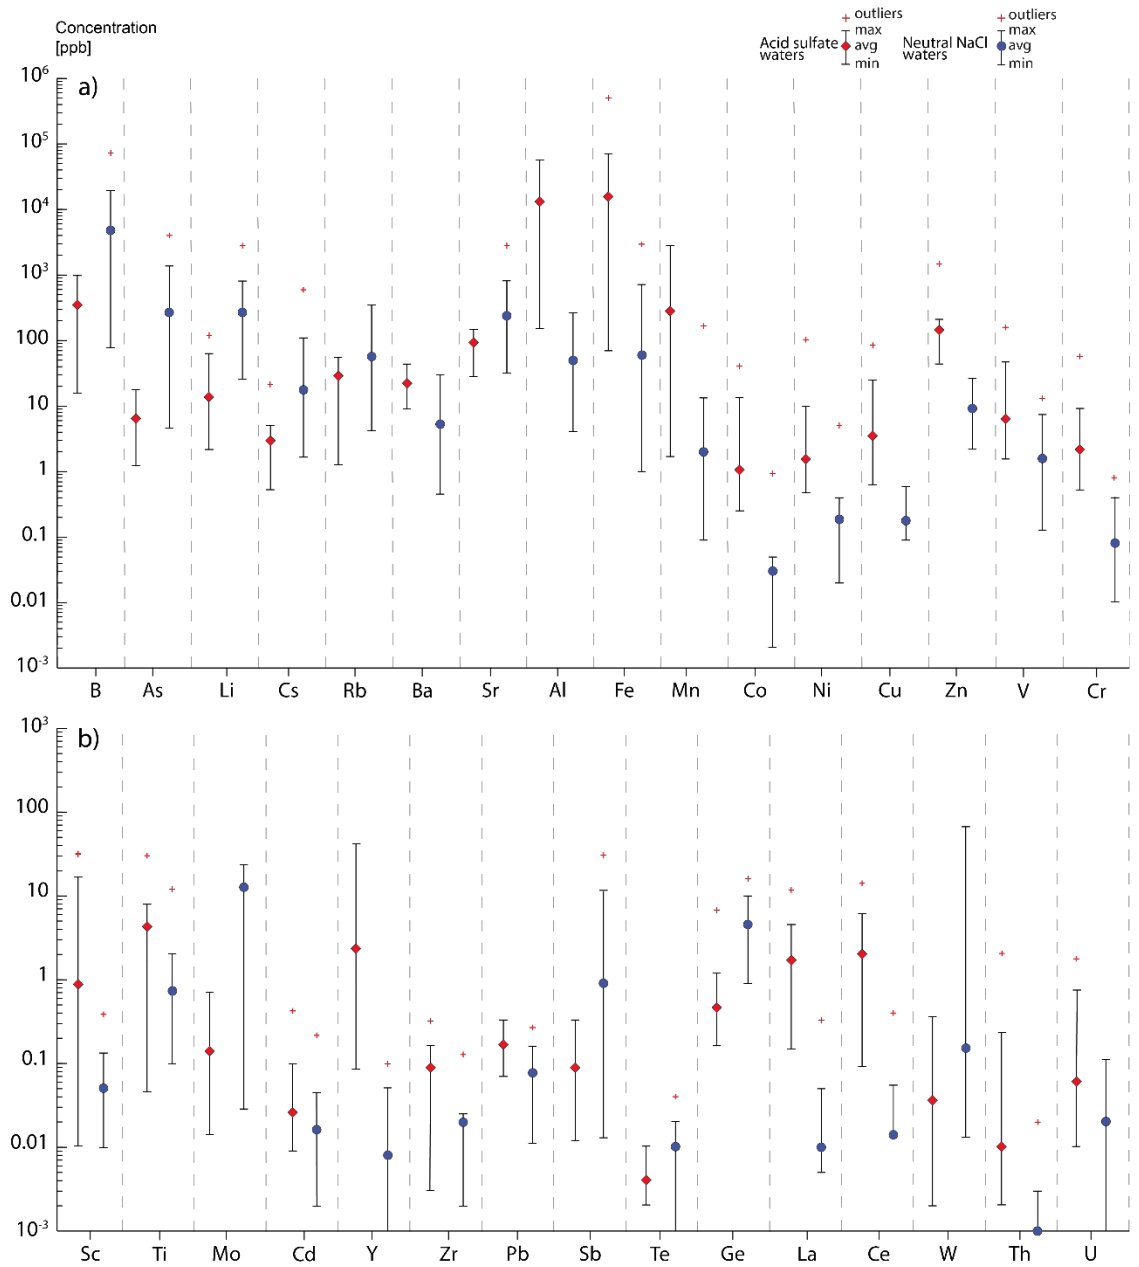 Concentration
[ppb]
outliers
max
Acid sulfate avg
waters min
outliers
max
Neutral NaCl avg
waters min
a)
10⁶
10⁵
10⁴
10³
100
10
1
0.1
0.01
10⁻³
B As Li Cs Rb Ba Sr Al Fe Mn Co Ni Cu Zn V Cr
b)
10³
100
10
1
0.1
0.01
10⁻³
Sc Ti Mo Cd Y Zr Pb Sb Te Ge La Ce W Th U